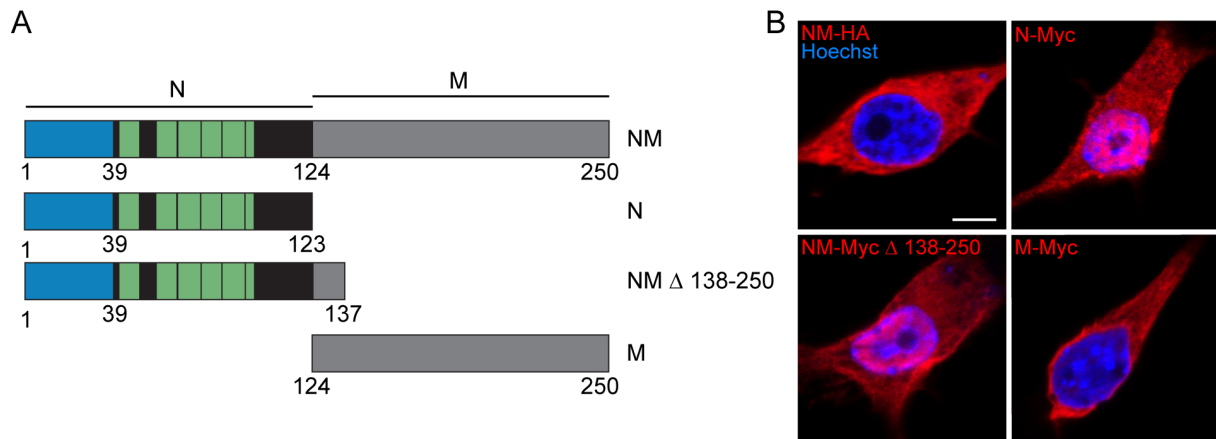 A
N
M
NM
1
39
124
250
N
1
39
123
NM Δ 138-250
1
39
137
M
124
250
B
NM-HA
Hoechst
N-Myc
NM-Myc Δ 138-250
M-Myc